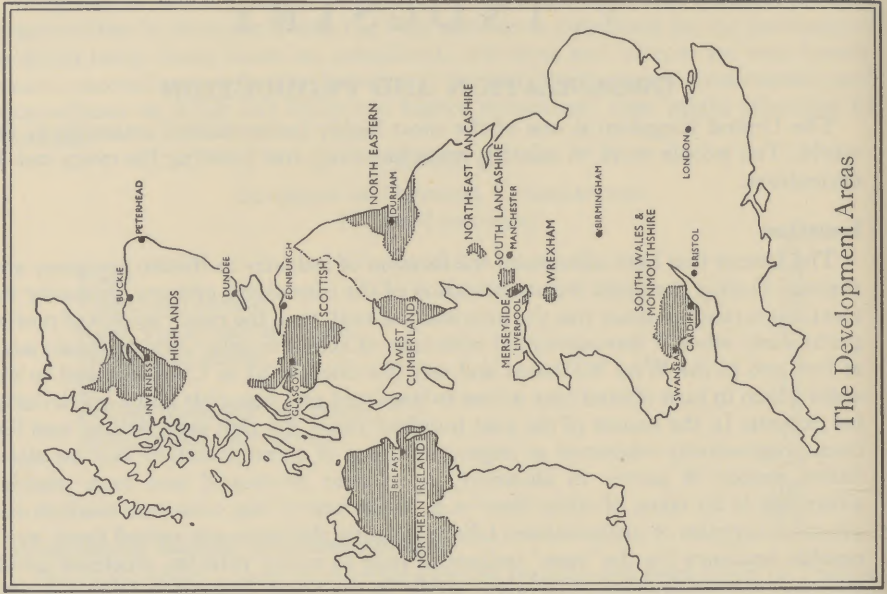 BUCKIE
PETERHEAD
INVERNESS
HIGHLANDS
DUNDEE
EDINBURGH
GLASGOW
SCOTTISH
NORTH EASTERN
DURHAM
WEST
CUMBERLAND
BELFAST
NORTHERN IRELAND
NORTH-EAST LANCASHIRE
SOUTH LANCASHIRE
MANCHESTER
MERSEYSIDE
LIVERPOOL
WREXHAM
BIRMINGHAM
SOUTH WALES &
MONMOUTHSHIRE
SWANSEA
CARDIFF
BRISTOL
LONDON
The Development Areas